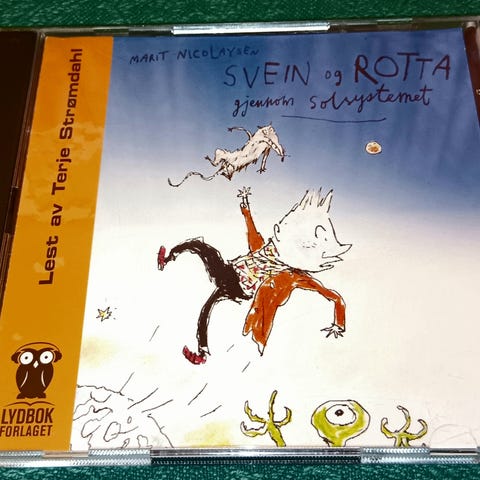 MARIT NICOLAYSEN
SVEIN og ROTTA
gjennom solsystemet
Lest av Terje Strømdahl
LYDBOK
FORLAGET